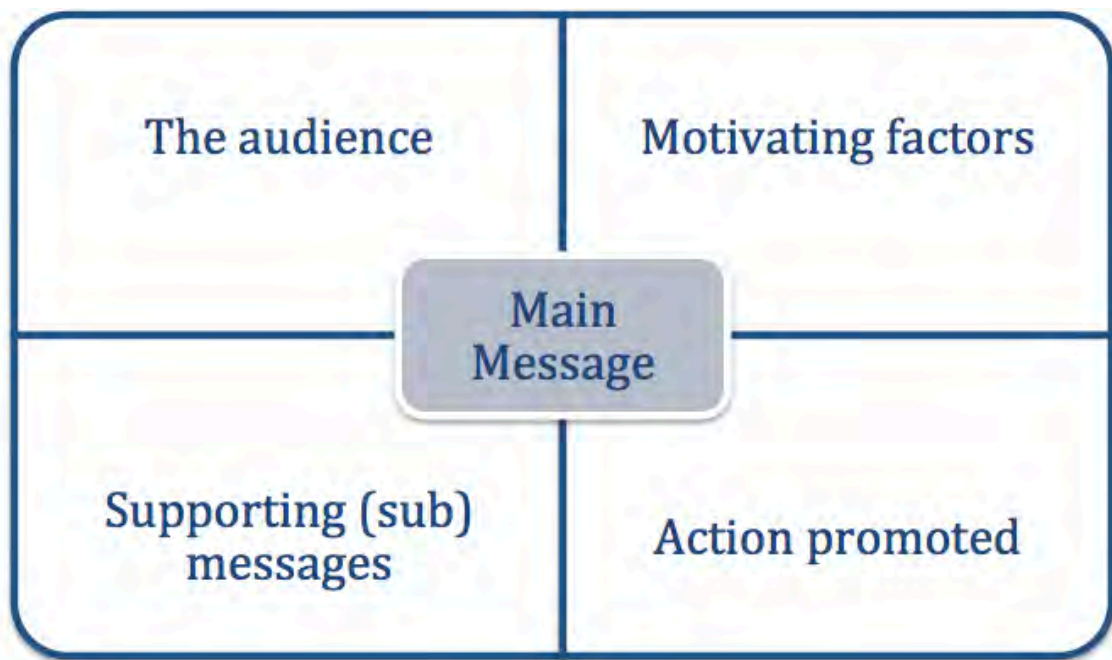 The audience
Motivating factors
Main
Message
Supporting (sub)
messages
Action promoted